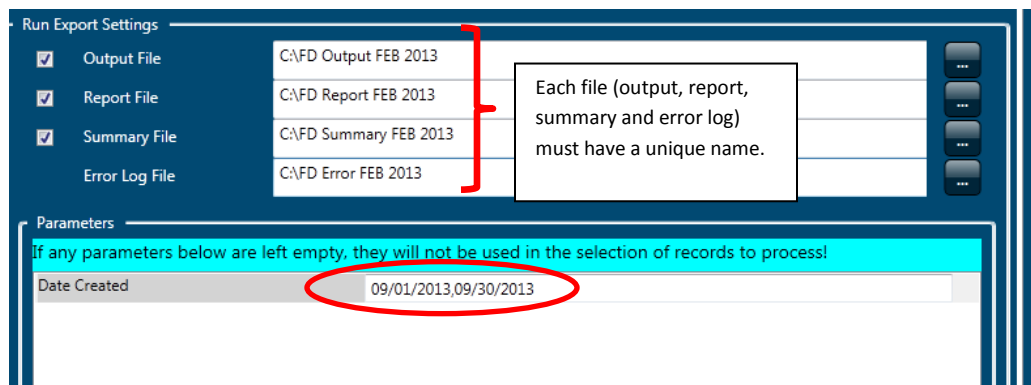 Run Export Settings
Output File C:\FD Output FEB 2013 ...
Report File C:\FD Report FEB 2013 ...
Summary File C:\FD Summary FEB 2013 ...
Error Log File C:\FD Error FEB 2013 ...
Each file (output, report,
summary and error log)
must have a unique name.
Parameters
If any parameters below are left empty, they will not be used in the selection of records to process!
Date Created 09/01/2013,09/30/2013